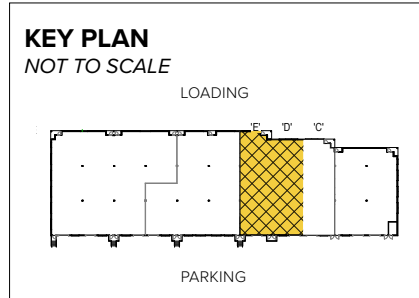 KEY PLAN
NOT TO SCALE
LOADING
'E' 'D' 'C'
PARKING